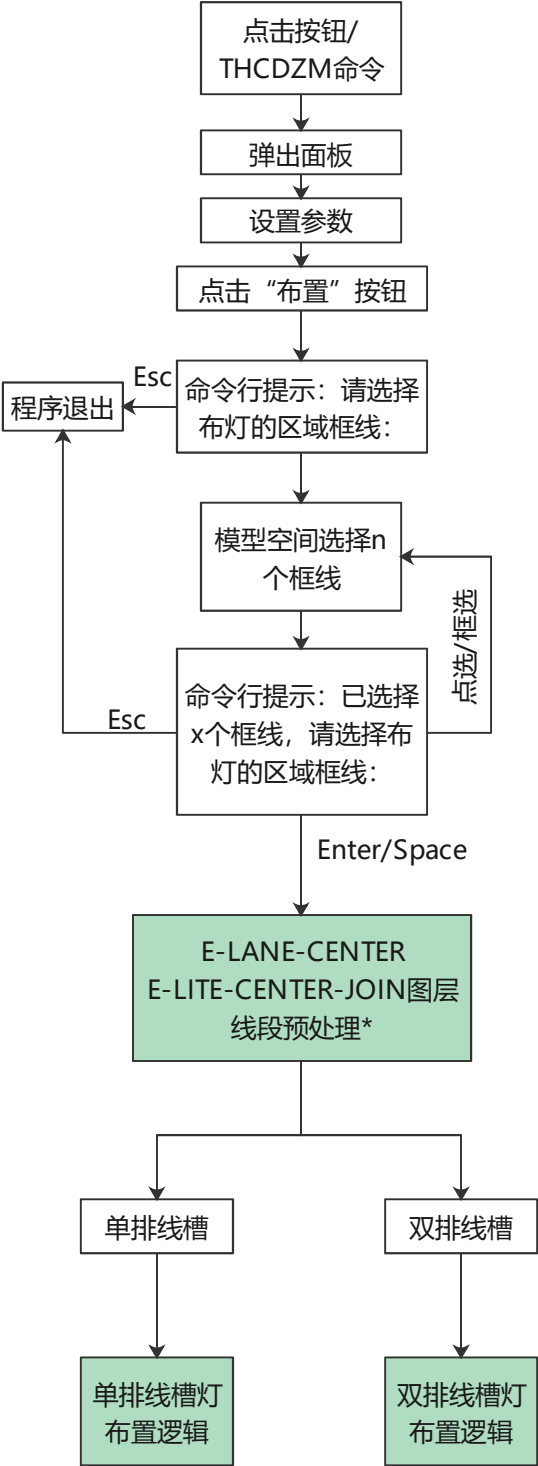 点击按钮/
THCDZM命令
弹出面板
设置参数
点击“布置”按钮
Esc
程序退出
命令行提示：请选择
布灯的区域框线：
模型空间选择n
个框线
点选/框选
Esc
命令行提示：已选择
x个框线，请选择布
灯的区域框线：
Enter/Space
E-LANE-CENTER
E-LITE-CENTER-JOIN图层
线段预处理*
单排线槽
双排线槽
单排线槽灯
布置逻辑
双排线槽灯
布置逻辑